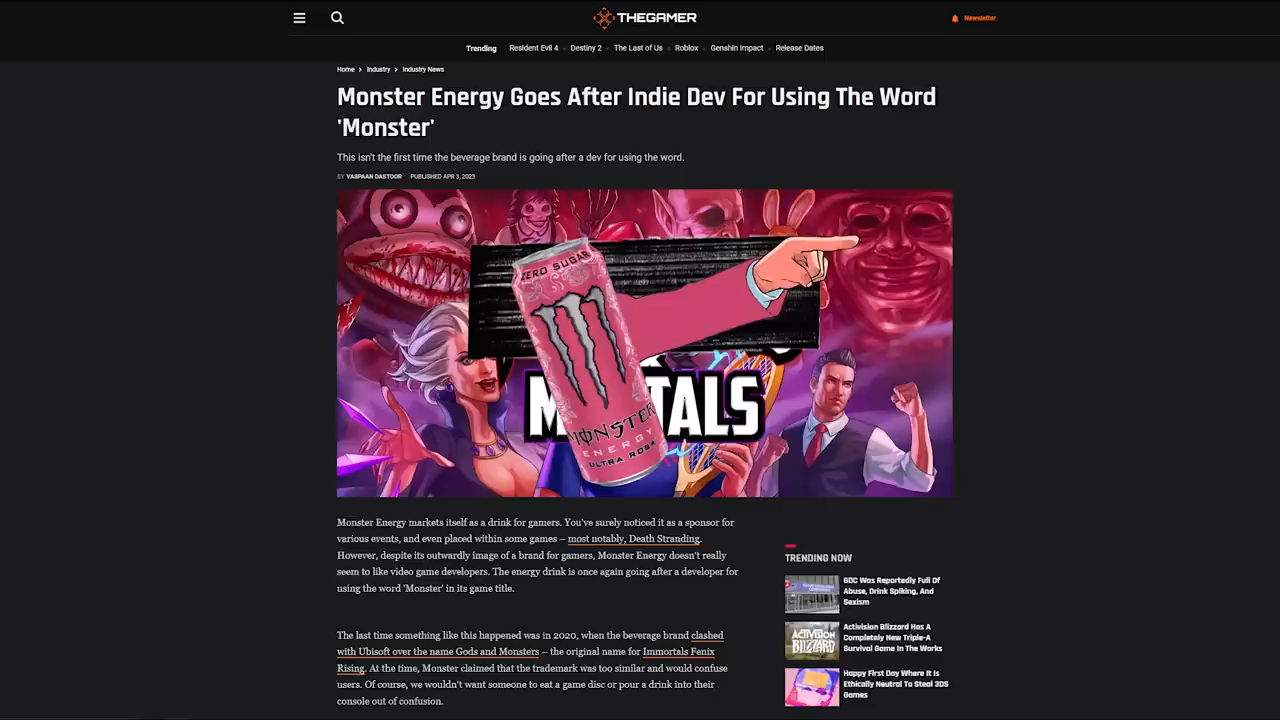 THEGAMER
Newsletter
Trending
Resident Evil 4
Destiny 2
The Last of Us
Roblox
Genshin Impact
Release Dates
Home > Industry > Industry News
Monster Energy Goes After Indie Dev For Using The Word
'Monster'
This isn't the first time the beverage brand is going after a dev for using the word.
BY VASPAAN DASTOOR PUBLISHED APR 3, 2023
ZERO SUGAR
MONSTER
ENERGY
ULTRA ROSA
M TALS
Monster Energy markets itself as a drink for gamers. You've surely noticed it as a sponsor for
various events, and even placed within some games – most notably, Death Stranding.
However, despite its outwardly image of a brand for gamers, Monster Energy doesn't really
seem to like video game developers. The energy drink is once again going after a developer for
using the word 'Monster' in its game title.
The last time something like this happened was in 2020, when the beverage brand clashed
with Ubisoft over the name Gods and Monsters – the original name for Immortals Fenix
Rising. At the time, Monster claimed that the trademark was too similar and would confuse
users. Of course, we wouldn't want someone to eat a game disc or pour a drink into their
console out of confusion.
TRENDING NOW
GDC Was Reportedly Full Of
Abuse, Drink Spiking, And
Sexism
ACTIVISION
BLIZZARD
Activision Blizzard Has A
Completely New Triple-A
Survival Game In The Works
Happy First Day Where It Is
Ethically Neutral To Steal 3DS
Games